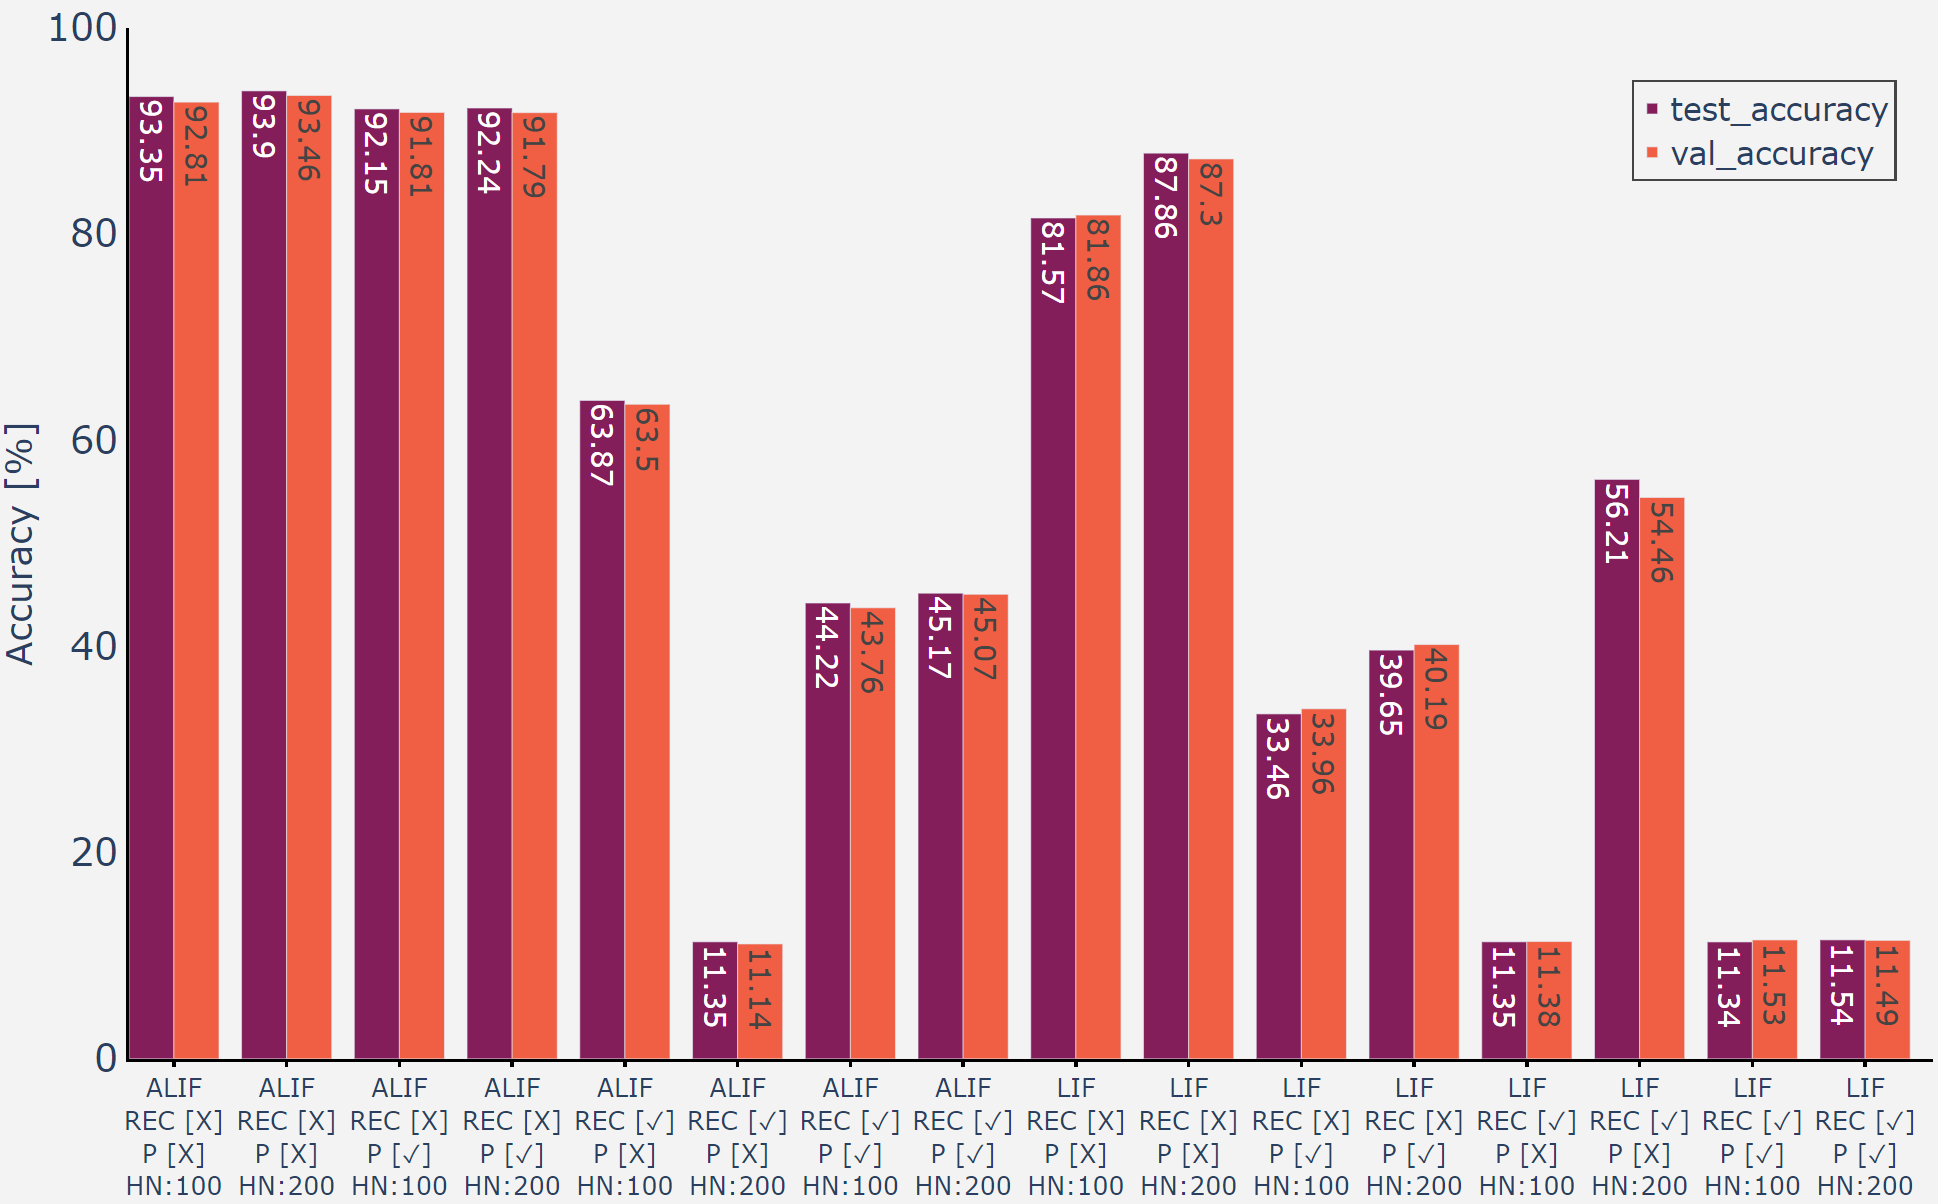 100
80
60
40
20
0
Accuracy [%]
test_accuracy
val_accuracy
93.35 92.81 93.9 93.46 92.15 91.81 92.24 91.79 63.87 63.5 11.35 11.14 44.22 43.76 45.17 45.07 81.57 81.86 87.86 87.3 33.46 33.96 39.65 40.19 11.35 11.38 56.21 54.46 11.34 11.53 11.54 11.49
ALIF ALIF ALIF ALIF ALIF ALIF ALIF ALIF LIF LIF LIF LIF LIF LIF LIF LIF
REC [X] REC [X] REC [X] REC [X] REC [✓] REC [✓] REC [✓] REC [✓] REC [X] REC [X] REC [X] REC [X] REC [✓] REC [✓] REC [✓] REC [✓]
P [X] P [X] P [✓] P [✓] P [X] P [X] P [✓] P [✓] P [X] P [X] P [✓] P [✓] P [X] P [X] P [✓] P [✓]
HN:100 HN:200 HN:100 HN:200 HN:100 HN:200 HN:100 HN:200 HN:100 HN:200 HN:100 HN:200 HN:100 HN:200 HN:100 HN:200